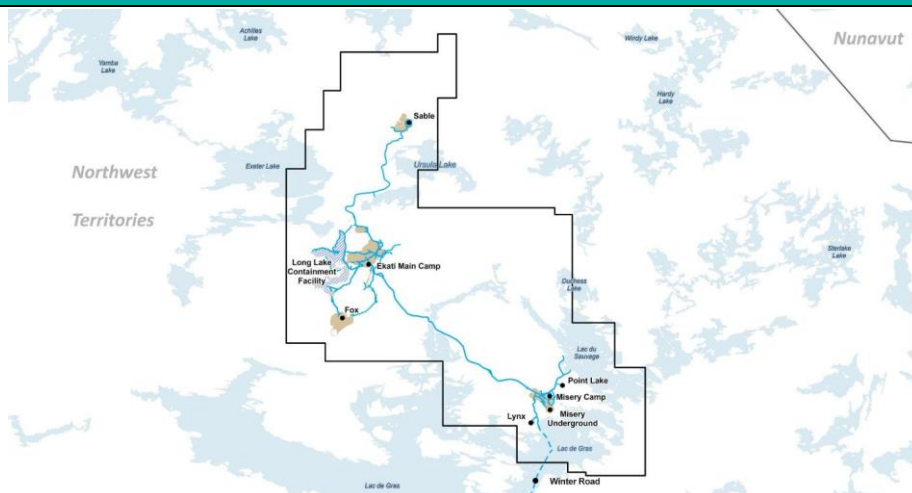 Achilles
Lake
Windy Lake
Nunavut
Yamba
Lake
Hardy
Lake
Sable
Exeter Lake
Ursula Lake
Northwest
Territories
Long Lake
Containment
Facility
Ekati Main Camp
Sterlake
Lake
Duchess
Lake
Fox
Lac du
Sauvage
Point Lake
Misery Camp
Misery
Underground
Lynx
Lac de Gras
Winter Road
Lac de Gras